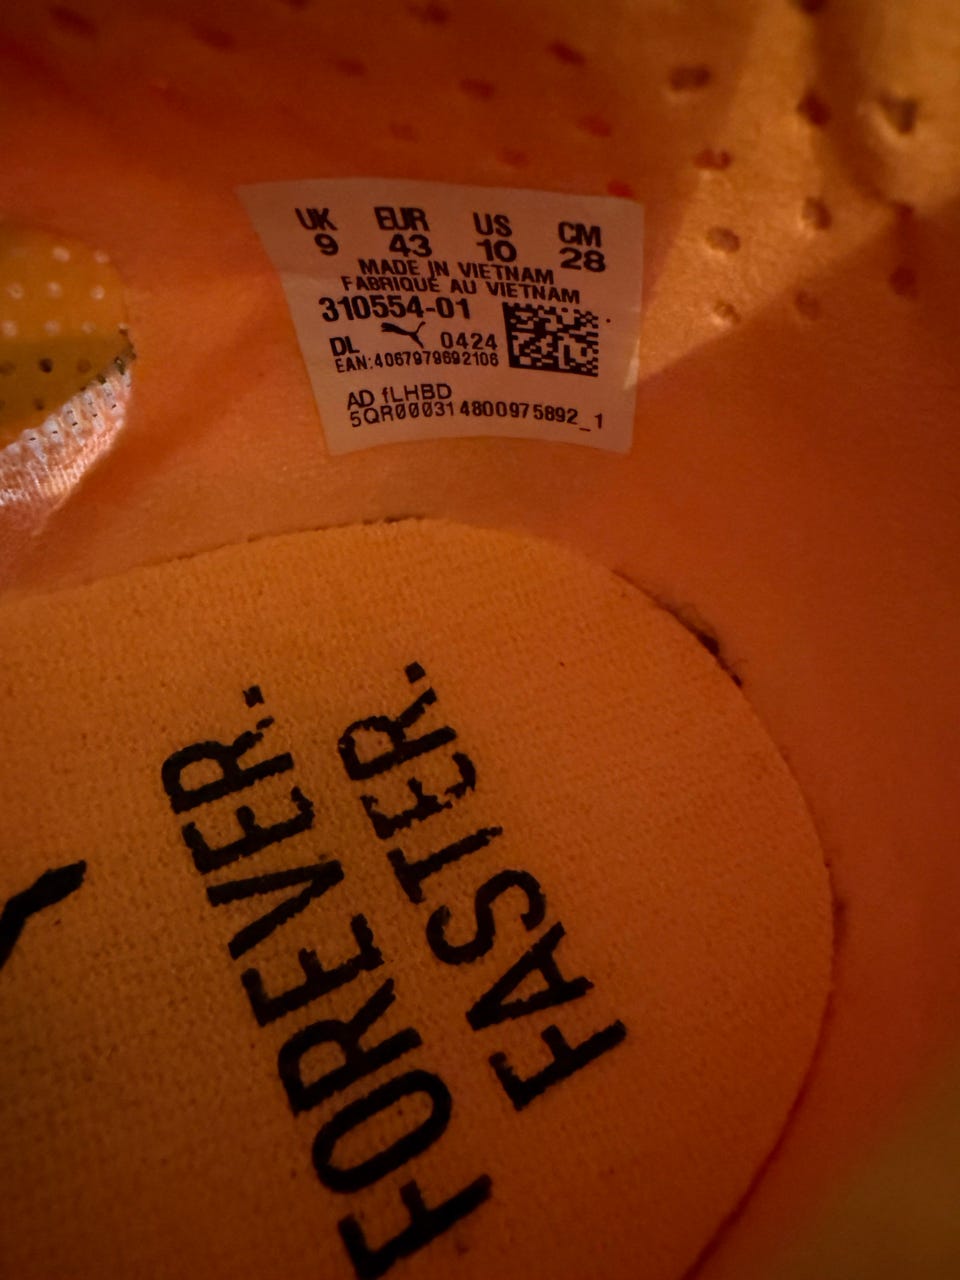 UK EUR US CM
9 43 10 28
MADE IN VIETNAM
FABRIQUÉ AU VIETNAM
310554-01
DL 0424
EAN:4067979692106
AD fLHBD
5QR000314800975892_1
FOREVER.
FASTER.